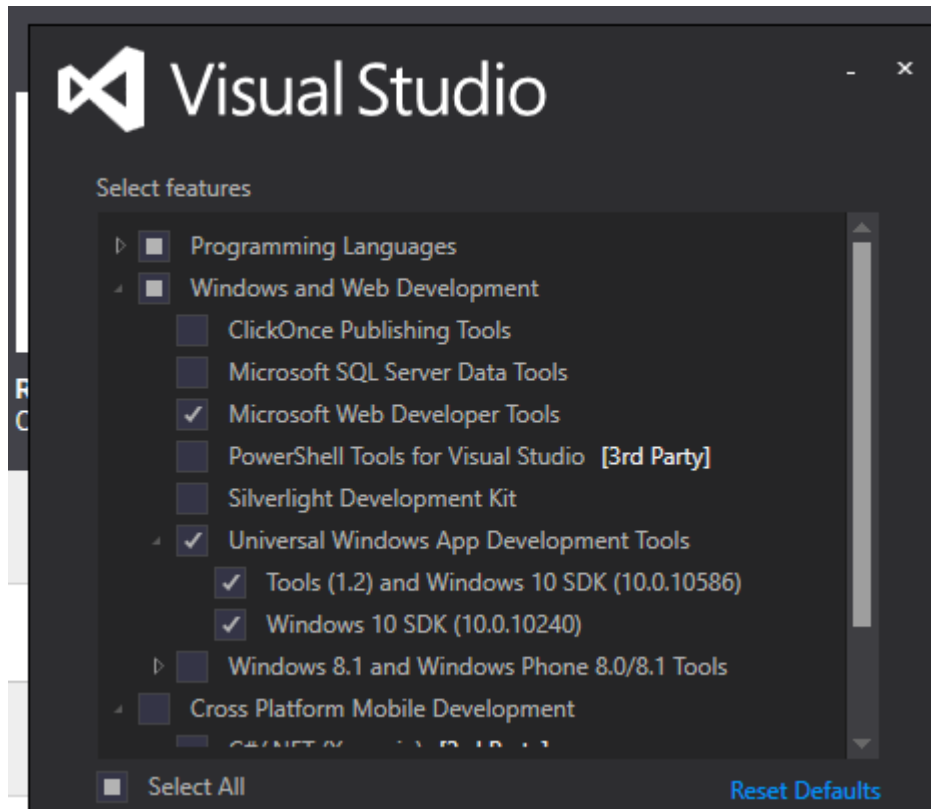 Visual Studio
Select features
Programming Languages
Windows and Web Development
ClickOnce Publishing Tools
Microsoft SQL Server Data Tools
Microsoft Web Developer Tools
PowerShell Tools for Visual Studio [3rd Party]
Silverlight Development Kit
Universal Windows App Development Tools
Tools (1.2) and Windows 10 SDK (10.0.10586)
Windows 10 SDK (10.0.10240)
Windows 8.1 and Windows Phone 8.0/8.1 Tools
Cross Platform Mobile Development
Select All
Reset Defaults